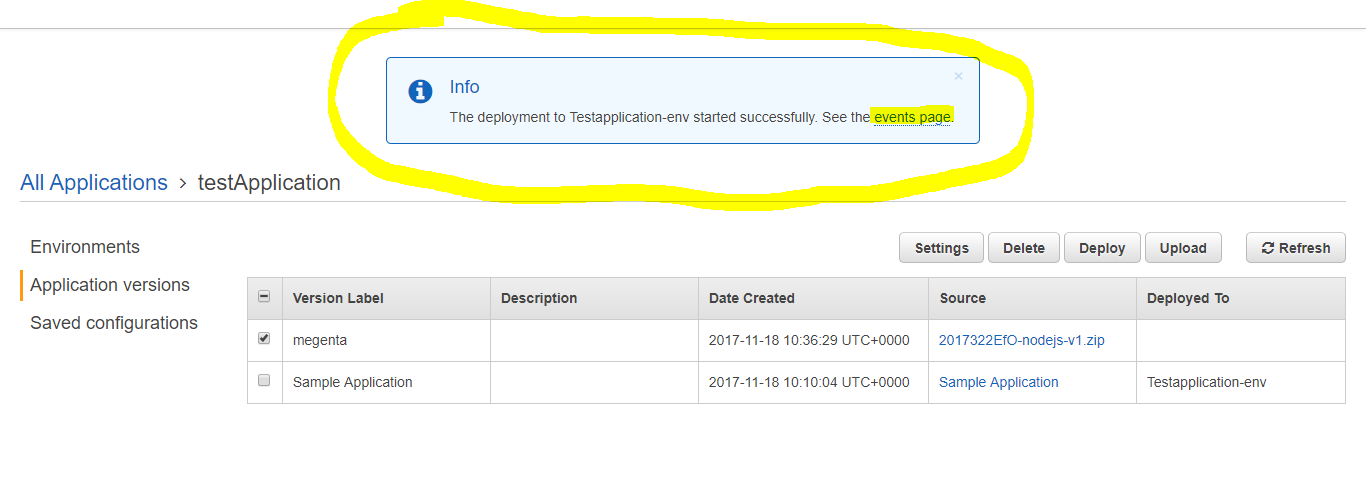 Info
The deployment to Testapplication-env started successfully. See the events page.
All Applications › testApplication
Environments
Application versions
Saved configurations
Settings Delete Deploy Upload Refresh
Version Label Description Date Created Source Deployed To
megenta 2017-11-18 10:36:29 UTC+0000 2017322EfO-nodejs-v1.zip
Sample Application 2017-11-18 10:10:04 UTC+0000 Sample Application Testapplication-env